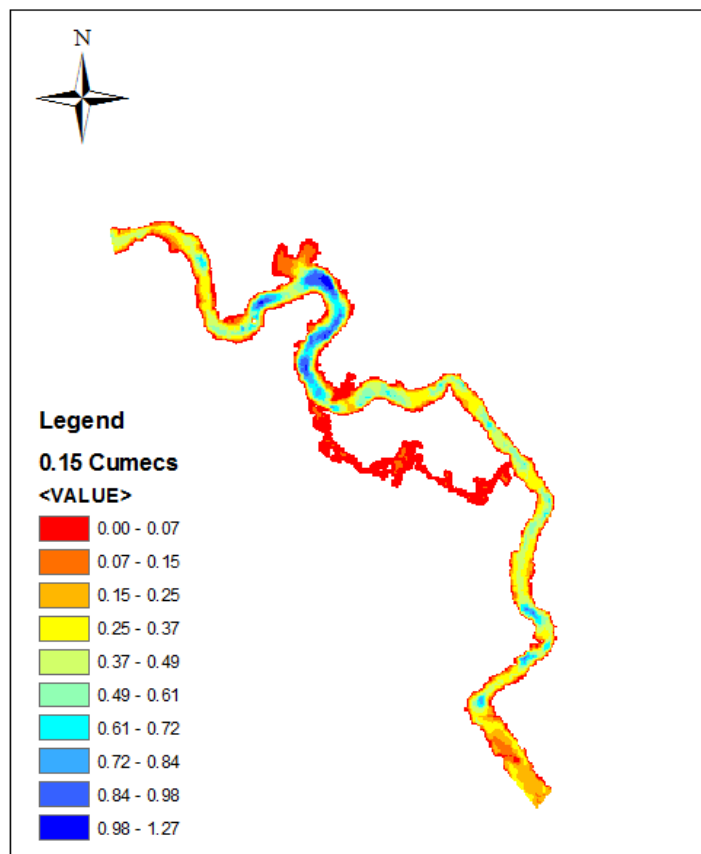 N
Legend
0.15 Cumecs
<VALUE>
0.00 - 0.07
0.07 - 0.15
0.15 - 0.25
0.25 - 0.37
0.37 - 0.49
0.49 - 0.61
0.61 - 0.72
0.72 - 0.84
0.84 - 0.98
0.98 - 1.27